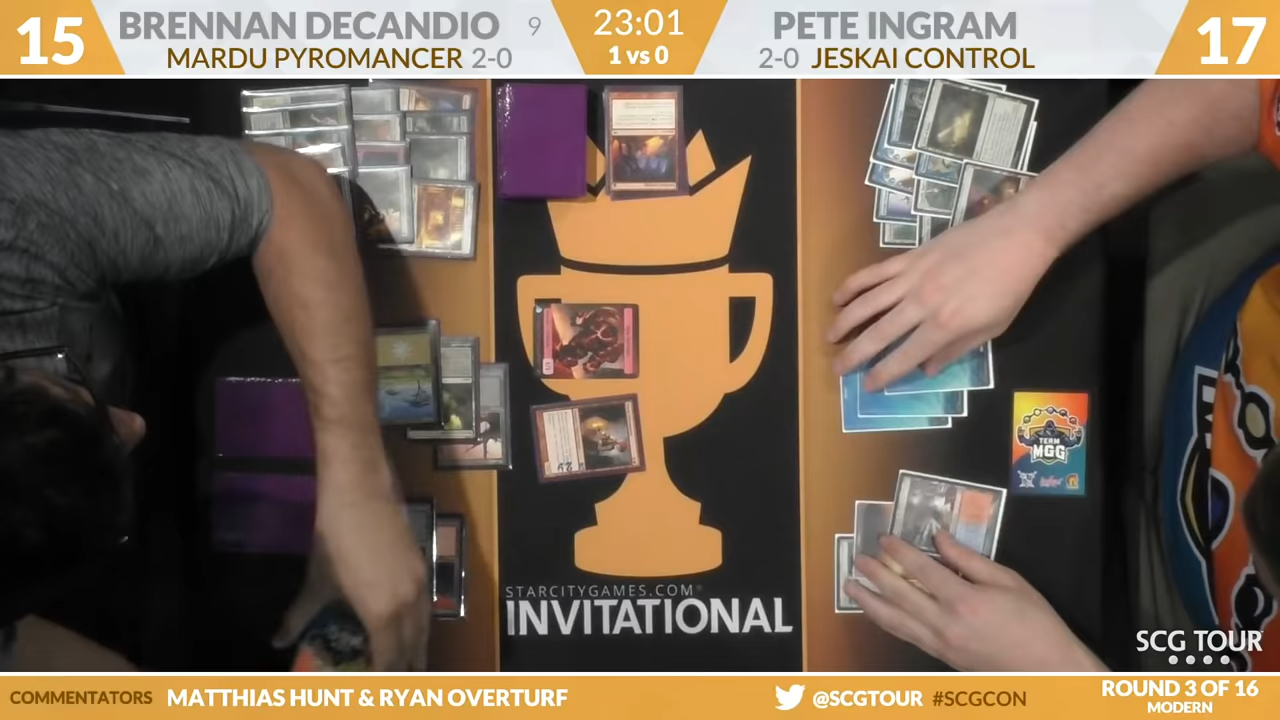 15
BRENNAN DECANDIO 9
MARDU PYROMANCER 2-0
23:01
1 vs 0
PETE INGRAM
2-0 JESKAI CONTROL
17
TEAM
MGG
STARCITYGAMES.COM®
INVITATIONAL
SCG TOUR
COMMENTATORS MATTHIAS HUNT & RYAN OVERTURF
@SCGTOUR #SCGCON
ROUND 3 OF 16
MODERN